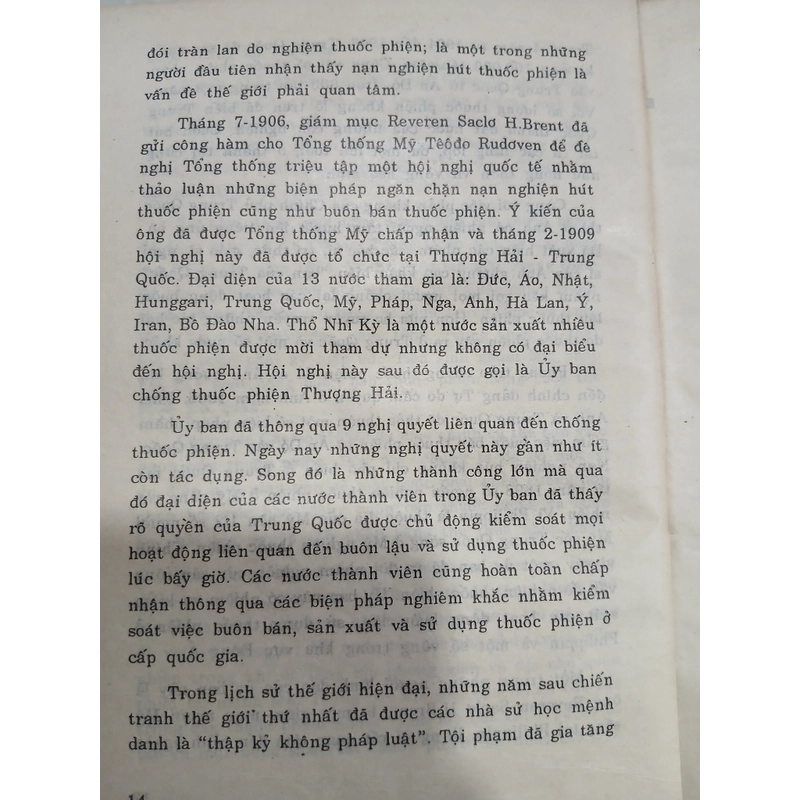 đói tràn lan do nghiện thuốc phiện; là một trong những
người đầu tiên nhận thấy nạn nghiện hút thuốc phiện là
vấn đề thế giới phải quan tâm.
Tháng 7-1906, giám mục Reveren Saclơ H.Brent đã
gửi công hàm cho Tổng thống Mỹ Têôđo Rudơven để đề
nghị Tổng thống triệu tập một hội nghị quốc tế nhằm
thảo luận những biện pháp ngăn chặn nạn nghiện hút
thuốc phiện cũng như buôn bán thuốc phiện. Ý kiến của
ông đã được Tổng thống Mỹ chấp nhận và tháng 2-1909
hội nghị này đã được tổ chức tại Thượng Hải - Trung
Quốc. Đại diện của 13 nước tham gia là: Đức, Áo, Nhật,
Hunggari, Trung Quốc, Mỹ, Pháp, Nga, Anh, Hà Lan, Ý,
Iran, Bồ Đào Nha. Thổ Nhĩ Kỳ là một nước sản xuất nhiều
thuốc phiện được mời tham dự nhưng không có đại biểu
đến hội nghị. Hội nghị này sau đó được gọi là Ủy ban
chống thuốc phiện Thượng Hải.
Ủy ban đã thông qua 9 nghị quyết liên quan đến chống
thuốc phiện. Ngày nay những nghị quyết này gần như ít
còn tác dụng. Song đó là những thành công lớn mà qua
đó đại diện của các nước thành viên trong Ủy ban đã thấy
rõ quyền của Trung Quốc được chủ động kiểm soát mọi
hoạt động liên quan đến buôn lậu và sử dụng thuốc phiện
lúc bấy giờ. Các nước thành viên cũng hoàn toàn chấp
nhận thông qua các biện pháp nghiêm khắc nhằm kiểm
soát việc buôn bán, sản xuất và sử dụng thuốc phiện ở
cấp quốc gia.
Trong lịch sử thế giới hiện đại, những năm sau chiến
tranh thế giới thứ nhất đã được các nhà sử học mệnh
danh là "thập kỷ không pháp luật". Tội phạm đã gia tăng
14